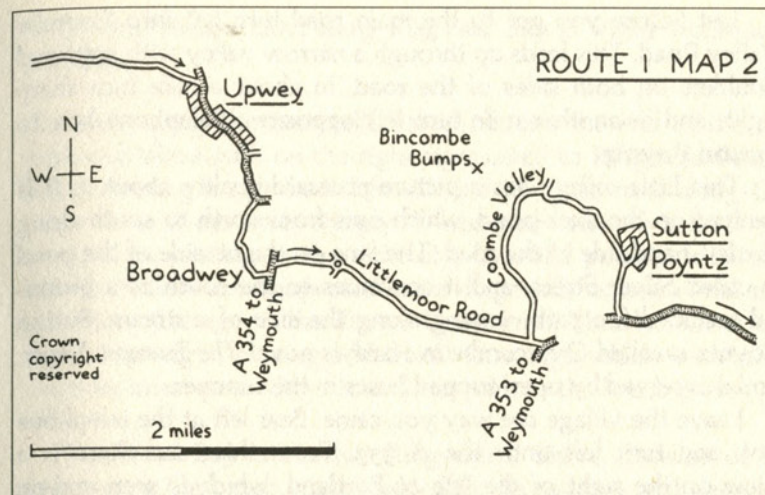 ROUTE 1 MAP 2
Upwey
N
W E
S
Bincombe
Bumps x
Coombe Valley
Sutton
Poyntz
Broadwey
Littlemoor Road
A 354 to
Weymouth
A 353 to
Weymouth
Crown
copyright
reserved
2 miles